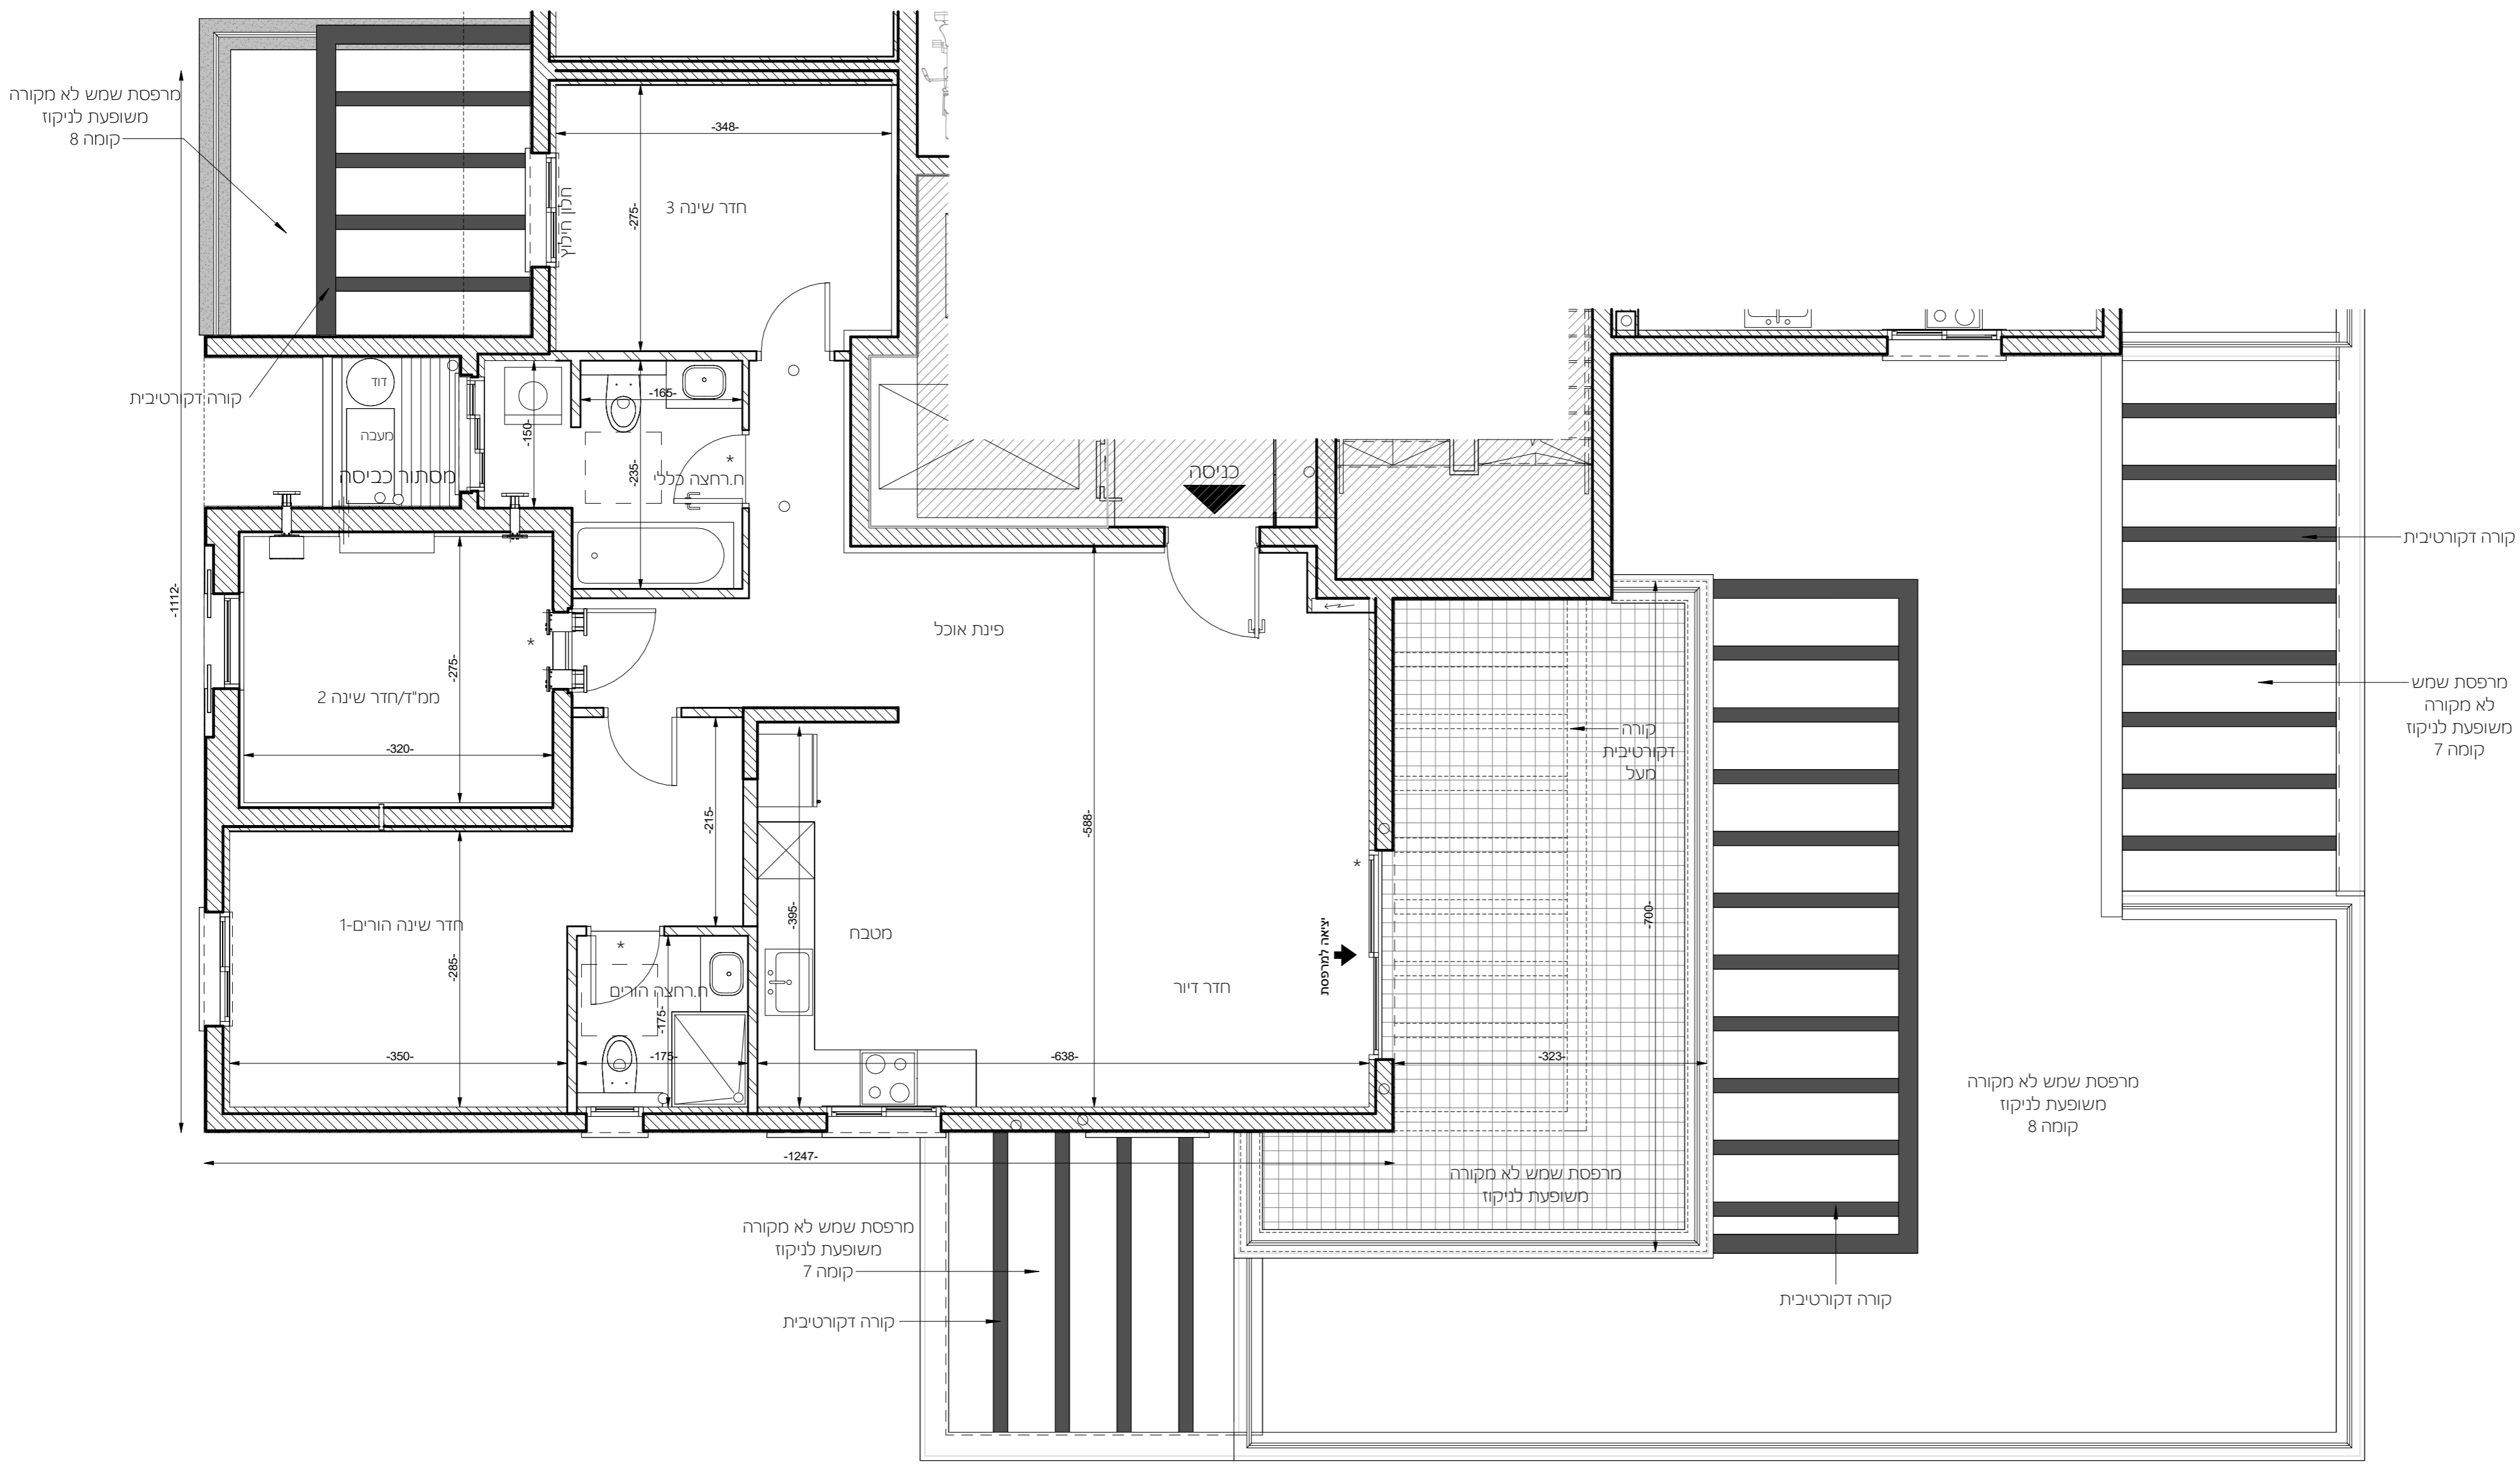 מרפסת שמש לא מקורה
משופעת לניקוז
קומה 8
-348-
חדר שינה 3
-275-
חלון חילוץ
קורה דקורטיבית
דוד
מעבה
מסתור כביסה
-150-
-165-
-235-
*
ח.רחצה כללי
כניסה
-1112-
פינת אוכל
*
-275-
ממ"ד/חדר שינה 2
-320-
-215-
-588-
קורה
דקורטיבית
מעל
קורה דקורטיבית
מרפסת שמש
לא מקורה
משופעת לניקוז
קומה 7
*
-700-
חדר שינה הורים-1
-285-
-350-
*
ח.רחצה הורים
-175-
-175-
-395-
מטבח
חדר דיור
יציאה למרפסת
-638-
-323-
מרפסת שמש לא מקורה
משופעת לניקוז
קומה 8
-1247-
מרפסת שמש לא מקורה
משופעת לניקוז
מרפסת שמש לא מקורה
משופעת לניקוז
קומה 7
קורה דקורטיבית
קורה דקורטיבית